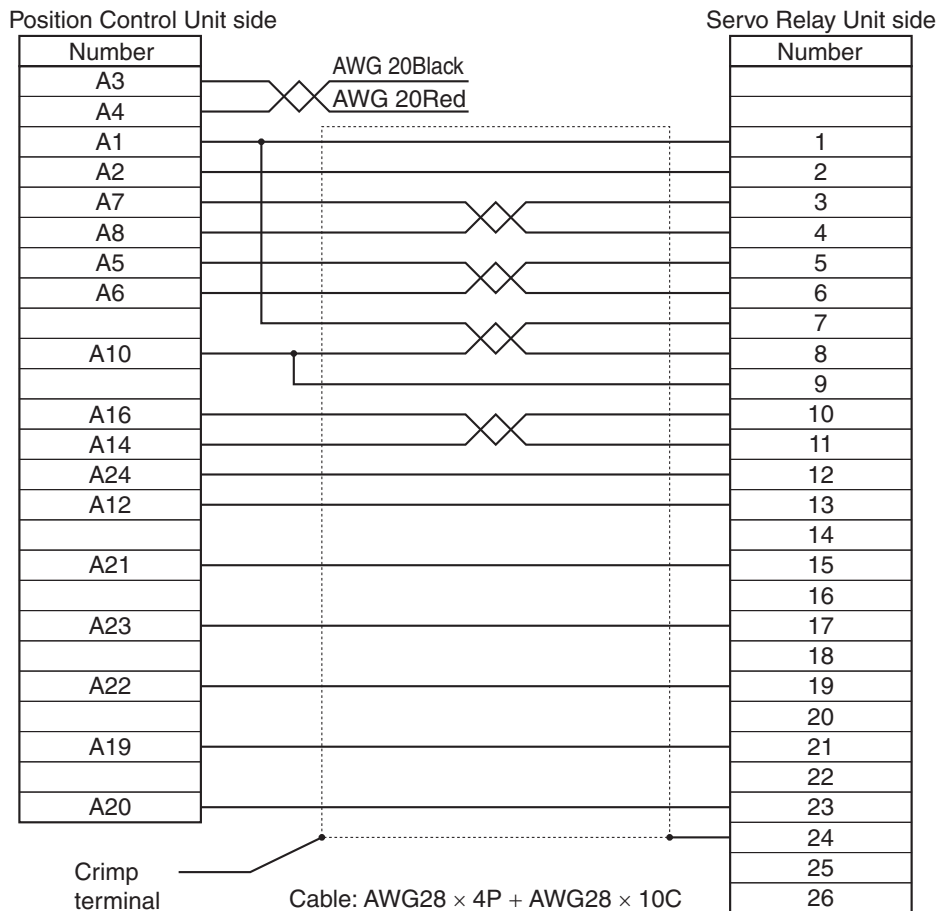 Position Control Unit side Servo Relay Unit side
Number Number
A3 AWG 20Black
A4 AWG 20Red
A1 1
A2 2
A7 3
A8 4
A5 5
A6 6
7
A10 8
9
A16 10
A14 11
A24 12
A12 13
14
A21 15
16
A23 17
18
A22 19
20
A19 21
22
A20 23
24
Crimp 25
terminal Cable: AWG28 × 4P + AWG28 × 10C 26